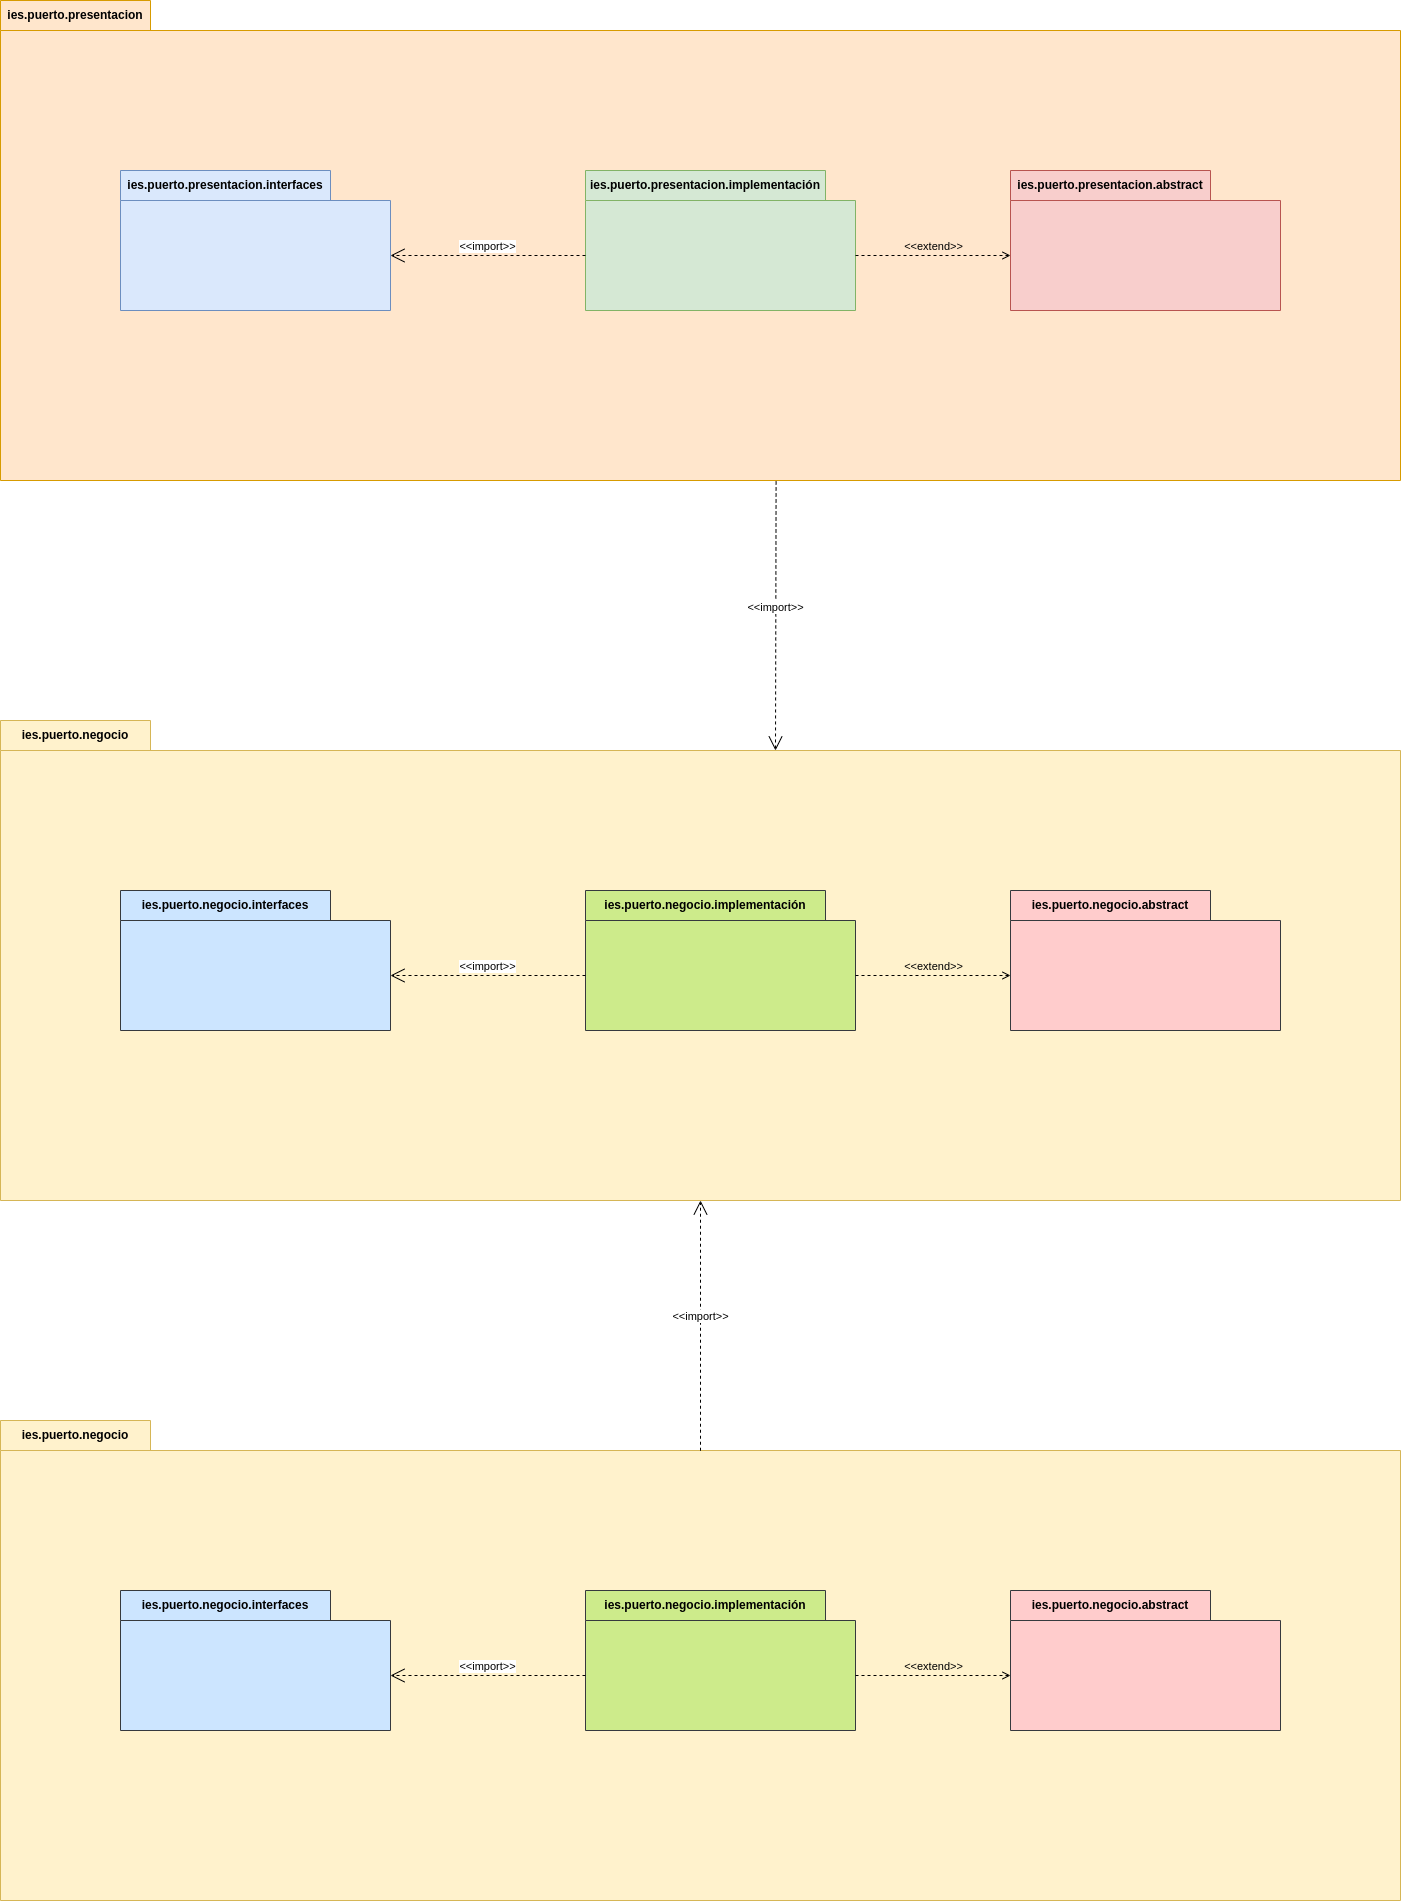 ies.puerto.presentacion
ies.puerto.presentacion.interfaces
ies.puerto.presentacion.implementación
ies.puerto.presentacion.abstract
<<import>>
<<extend>>
<<import>>
ies.puerto.negocio
ies.puerto.negocio.interfaces
ies.puerto.negocio.implementación
ies.puerto.negocio.abstract
<<import>>
<<extend>>
<<import>>
ies.puerto.negocio
ies.puerto.negocio.interfaces
ies.puerto.negocio.implementación
ies.puerto.negocio.abstract
<<import>>
<<extend>>